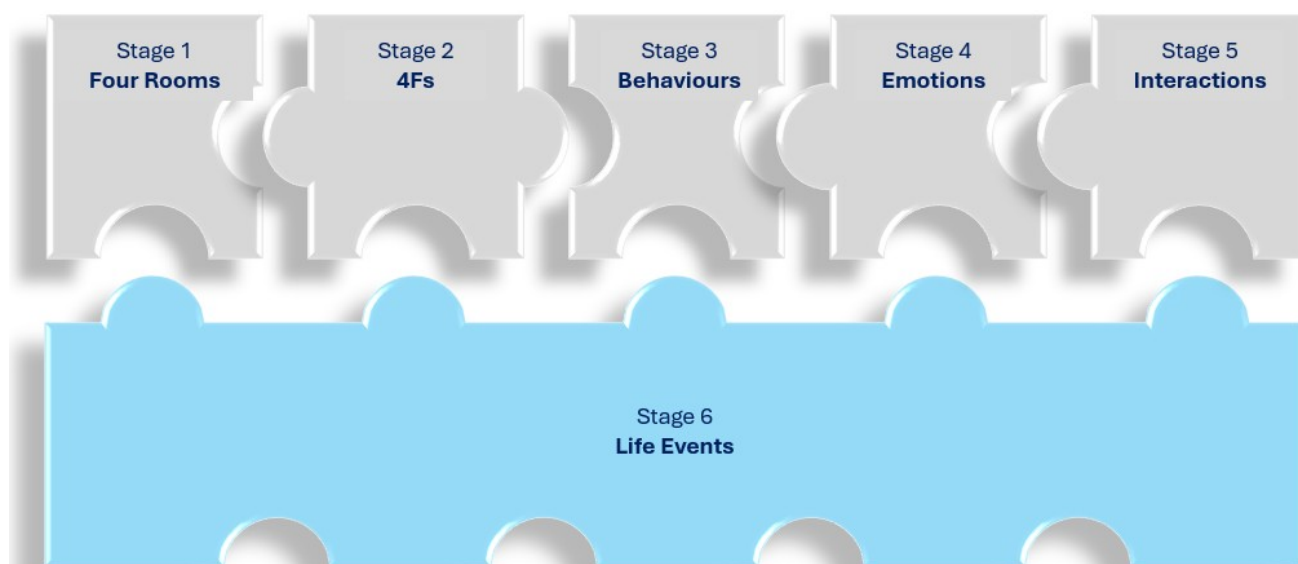 Stage 1
Four Rooms
Stage 2
4Fs
Stage 3
Behaviours
Stage 4
Emotions
Stage 5
Interactions
Stage 6
Life Events